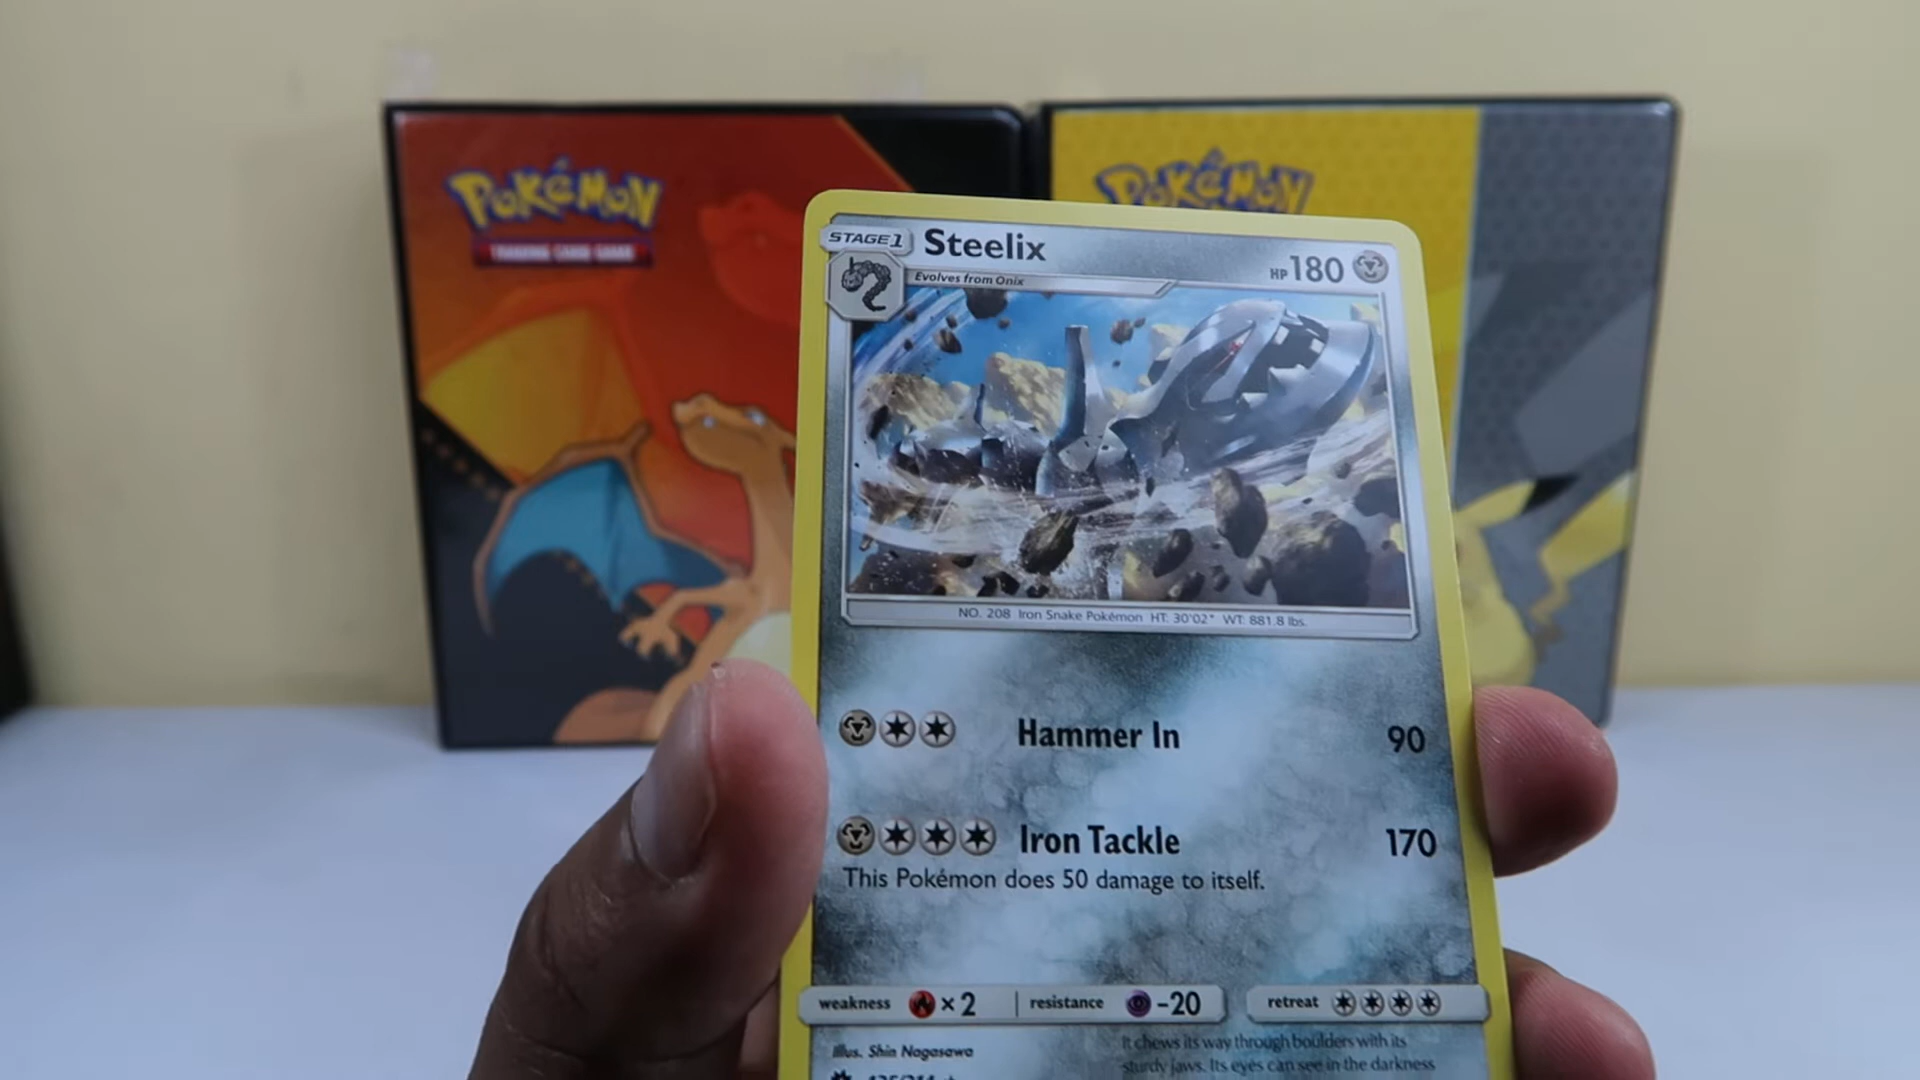 POKéMON
TRADING CARD GAME
POKéMON
STAGE 1
Steelix
HP 180
Evolves from Onix
NO. 208 Iron Snake Pokémon HT: 30'02" WT: 881.8 lbs.
Hammer In 90
Iron Tackle 170
This Pokémon does 50 damage to itself.
weakness ×2 resistance -20 retreat
Illus. Shin Nagasawa
It chews its way through boulders with its
sturdy jaws. Its eyes can see in the darkness